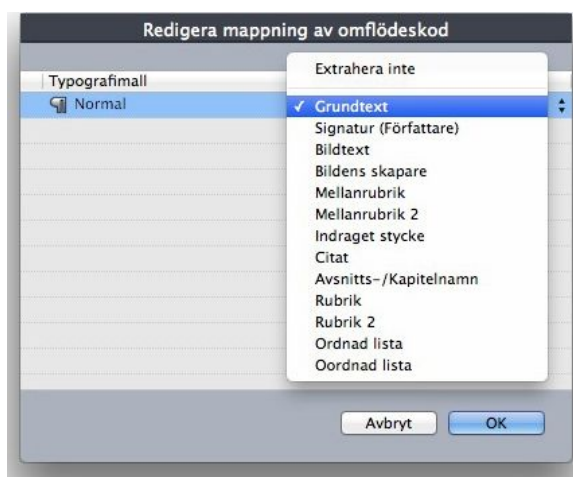 Redigera mappning av omflödeskod
Extrahera inte
Typografimall
Normal
Grundtext
Signatur (Författare)
Bildtext
Bildens skapare
Mellanrubrik
Mellanrubrik 2
Indraget stycke
Citat
Avsnitts-/Kapitelnamn
Rubrik
Rubrik 2
Ordnad lista
Oordnad lista
Avbryt
OK